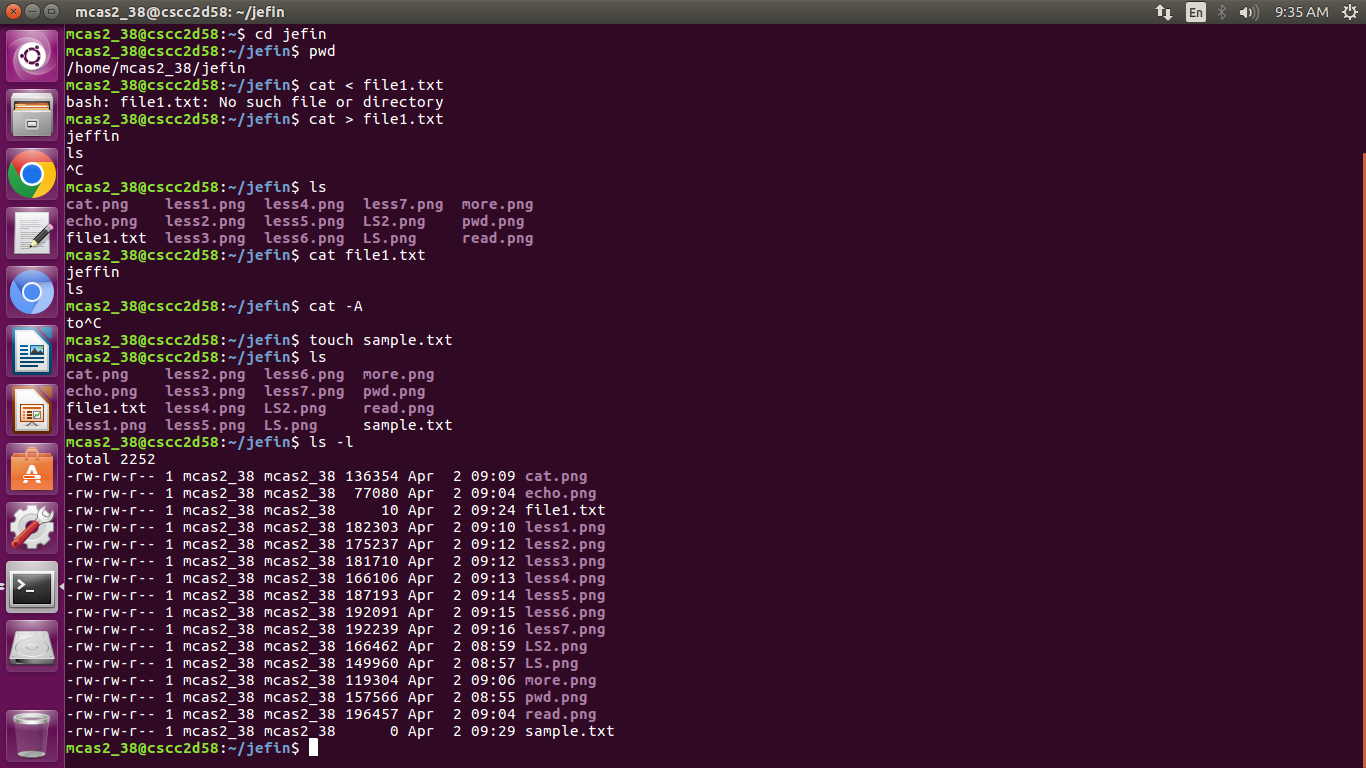 mcas2_38@cscc2d58: ~/jefin
En
9:35 AM
mcas2_38@cscc2d58:~/jefin$ cd jefin
mcas2_38@cscc2d58:~/jefin$ pwd
/home/mcas2_38/jefin
mcas2_38@cscc2d58:~/jefin$ cat < file1.txt
bash: file1.txt: No such file or directory
mcas2_38@cscc2d58:~/jefin$ cat > file1.txt
jeffin
ls
^C
mcas2_38@cscc2d58:~/jefin$ ls
cat.png    less1.png  less4.png  less7.png  more.png
echo.png   less2.png  less5.png  LS2.png    pwd.png
file1.txt  less3.png  less6.png  LS.png     read.png
mcas2_38@cscc2d58:~/jefin$ cat file1.txt
jeffin
ls
mcas2_38@cscc2d58:~/jefin$ cat -A
to^C
mcas2_38@cscc2d58:~/jefin$ touch sample.txt
mcas2_38@cscc2d58:~/jefin$ ls
cat.png    less2.png  less6.png  more.png
echo.png   less3.png  less7.png  pwd.png
file1.txt  less4.png  LS2.png    read.png
less1.png  less5.png  LS.png     sample.txt
mcas2_38@cscc2d58:~/jefin$ ls -l
total 2252
-rw-rw-r-- 1 mcas2_38 mcas2_38 136354 Apr  2 09:09 cat.png
-rw-rw-r-- 1 mcas2_38 mcas2_38  77080 Apr  2 09:04 echo.png
-rw-rw-r-- 1 mcas2_38 mcas2_38     10 Apr  2 09:24 file1.txt
-rw-rw-r-- 1 mcas2_38 mcas2_38 182303 Apr  2 09:10 less1.png
-rw-rw-r-- 1 mcas2_38 mcas2_38 175237 Apr  2 09:12 less2.png
-rw-rw-r-- 1 mcas2_38 mcas2_38 181710 Apr  2 09:12 less3.png
-rw-rw-r-- 1 mcas2_38 mcas2_38 166106 Apr  2 09:13 less4.png
-rw-rw-r-- 1 mcas2_38 mcas2_38 187193 Apr  2 09:14 less5.png
-rw-rw-r-- 1 mcas2_38 mcas2_38 192091 Apr  2 09:15 less6.png
-rw-rw-r-- 1 mcas2_38 mcas2_38 192239 Apr  2 09:16 less7.png
-rw-rw-r-- 1 mcas2_38 mcas2_38 166462 Apr  2 08:59 LS2.png
-rw-rw-r-- 1 mcas2_38 mcas2_38 149960 Apr  2 08:57 LS.png
-rw-rw-r-- 1 mcas2_38 mcas2_38 119304 Apr  2 09:06 more.png
-rw-rw-r-- 1 mcas2_38 mcas2_38 157566 Apr  2 08:55 pwd.png
-rw-rw-r-- 1 mcas2_38 mcas2_38 196457 Apr  2 09:04 read.png
-rw-rw-r-- 1 mcas2_38 mcas2_38      0 Apr  2 09:29 sample.txt
mcas2_38@cscc2d58:~/jefin$